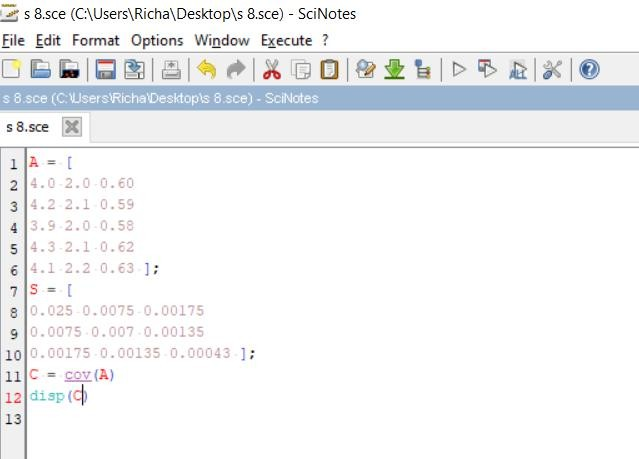 s 8.sce (C:\Users\Richa\Desktop\s 8.sce) - SciNotes
File Edit Format Options Window Execute ?
s 8.sce (C:\Users\Richa\Desktop\s 8.sce) - SciNotes
s 8.sce
1 A = [
2 4.0 2.0 0.60
3 4.2 2.1 0.59
4 3.9 2.0 0.58
5 4.3 2.1 0.62
6 4.1 2.2 0.63 ];
7 S = [
8 0.025 0.0075 0.00175
9 0.0075 0.007 0.00135
10 0.00175 0.00135 0.00043 ];
11 C = cov(A)
12 disp(C)
13